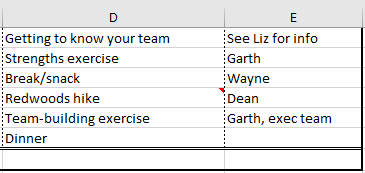 D E
Getting to know your team See Liz for info
Strengths exercise Garth
Break/snack Wayne
Redwoods hike Dean
Team-building exercise Garth, exec team
Dinner